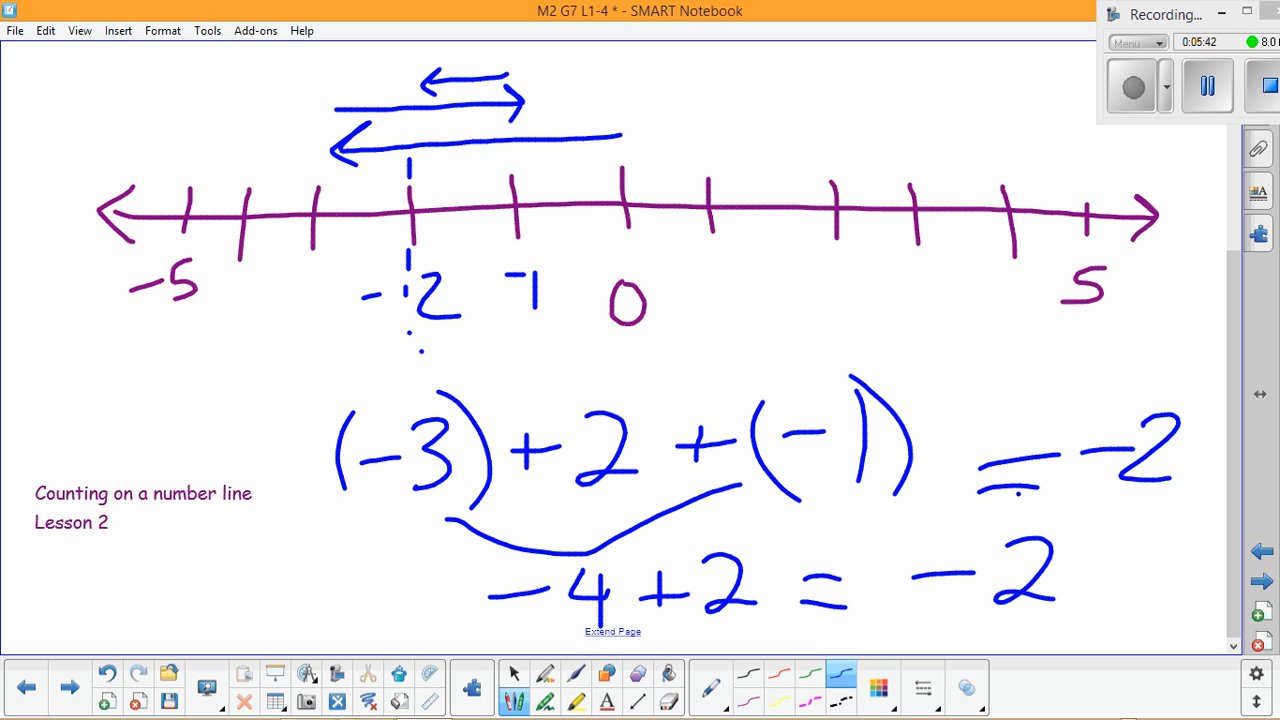 M2 G7 L1-4 * - SMART Notebook
Recording...
File Edit View Insert Format Tools Add-ons Help
Menu 0:05:42 8.0
-5 -2 -1 0 5
(-3) + 2 + (-1) = -2
Counting on a number line
Lesson 2
-4 + 2 = -2
Extend Page